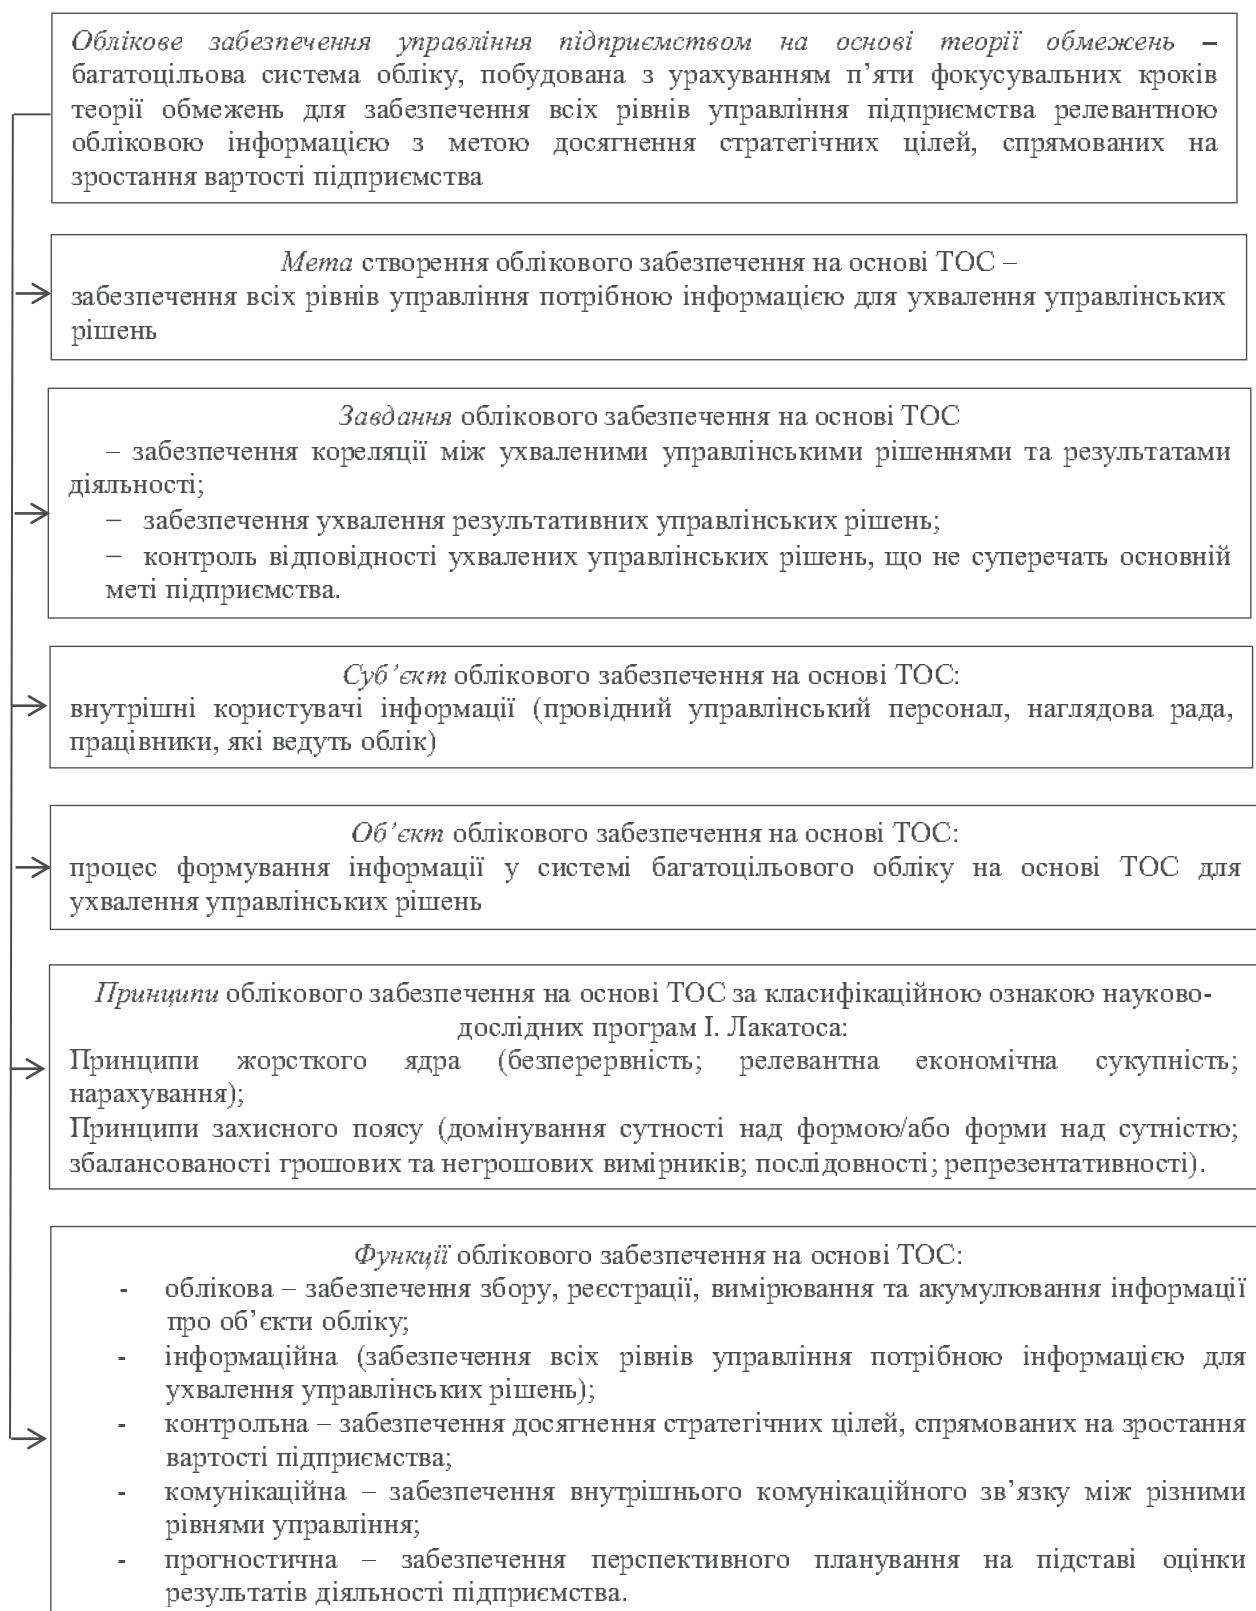 Облікове забезпечення управління підприємством на основі теорії обмежень –
багатоцільова система обліку, побудована з урахуванням п’яти фокусувальних кроків
теорії обмежень для забезпечення всіх рівнів управління підприємства релевантною
обліковою інформацією з метою досягнення стратегічних цілей, спрямованих на
зростання вартості підприємства
Мета створення облікового забезпечення на основі ТОС –
забезпечення всіх рівнів управління потрібною інформацією для ухвалення управлінських
рішень
Завдання облікового забезпечення на основі ТОС
– забезпечення кореляції між ухваленими управлінськими рішеннями та результатами
діяльності;
– забезпечення ухвалення результативних управлінських рішень;
– контроль відповідності ухвалених управлінських рішень, що не суперечать основній
меті підприємства.
Суб’єкт облікового забезпечення на основі ТОС:
внутрішні користувачі інформації (провідний управлінський персонал, наглядова рада,
працівники, які ведуть облік)
Об’єкт облікового забезпечення на основі ТОС:
процес формування інформації у системі багатоцільового обліку на основі ТОС для
ухвалення управлінських рішень
Принципи облікового забезпечення на основі ТОС за класифікаційною ознакою науково-
дослідних програм І. Лакатоса:
Принципи жорсткого ядра (безперервність; релевантна економічна сукупність;
нарахування);
Принципи захисного поясу (домінування сутності над формою/або форми над сутністю;
збалансованості грошових та негрошових вимірників; послідовності; репрезентативності).
Функції облікового забезпечення на основі ТОС:
- облікова – забезпечення збору, реєстрації, вимірювання та акумулювання інформації
про об’єкти обліку;
- інформаційна (забезпечення всіх рівнів управління потрібною інформацією для
ухвалення управлінських рішень);
- контрольна – забезпечення досягнення стратегічних цілей, спрямованих на зростання
вартості підприємства;
- комунікаційна – забезпечення внутрішнього комунікаційного зв’язку між різними
рівнями управління;
- прогностична – забезпечення перспективного планування на підставі оцінки
результатів діяльності підприємства.